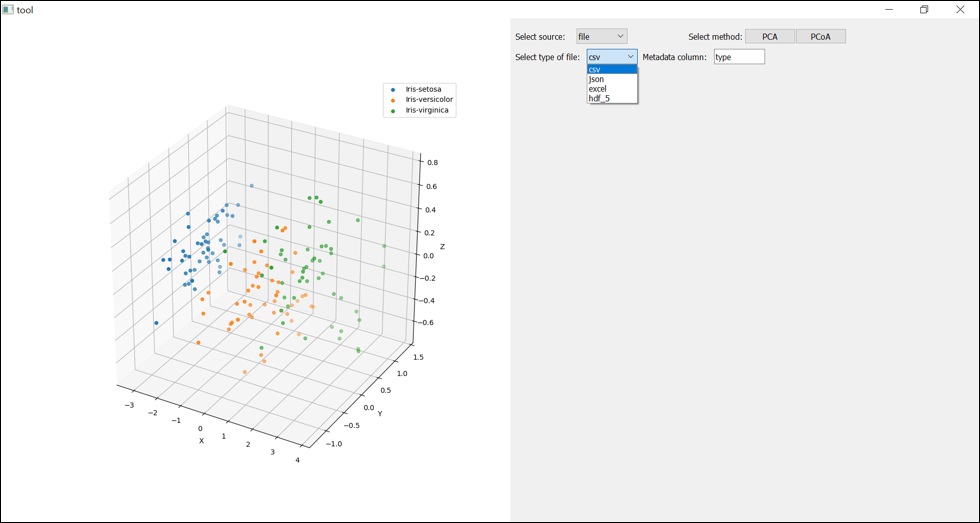 tool
Select source: file Select method: PCA PCoA
Select type of file: csv Metadata column: type
csv
json
excel
hdf_5
Iris-setosa
Iris-versicolor
Iris-virginica
0.8
0.6
0.4
0.2
Z
0.0
−0.2
−0.4
−0.6
1.5
1.0
0.5
0.0
Y
−0.5
−1.0
−3
−2
−1
0
X
1
2
3
4